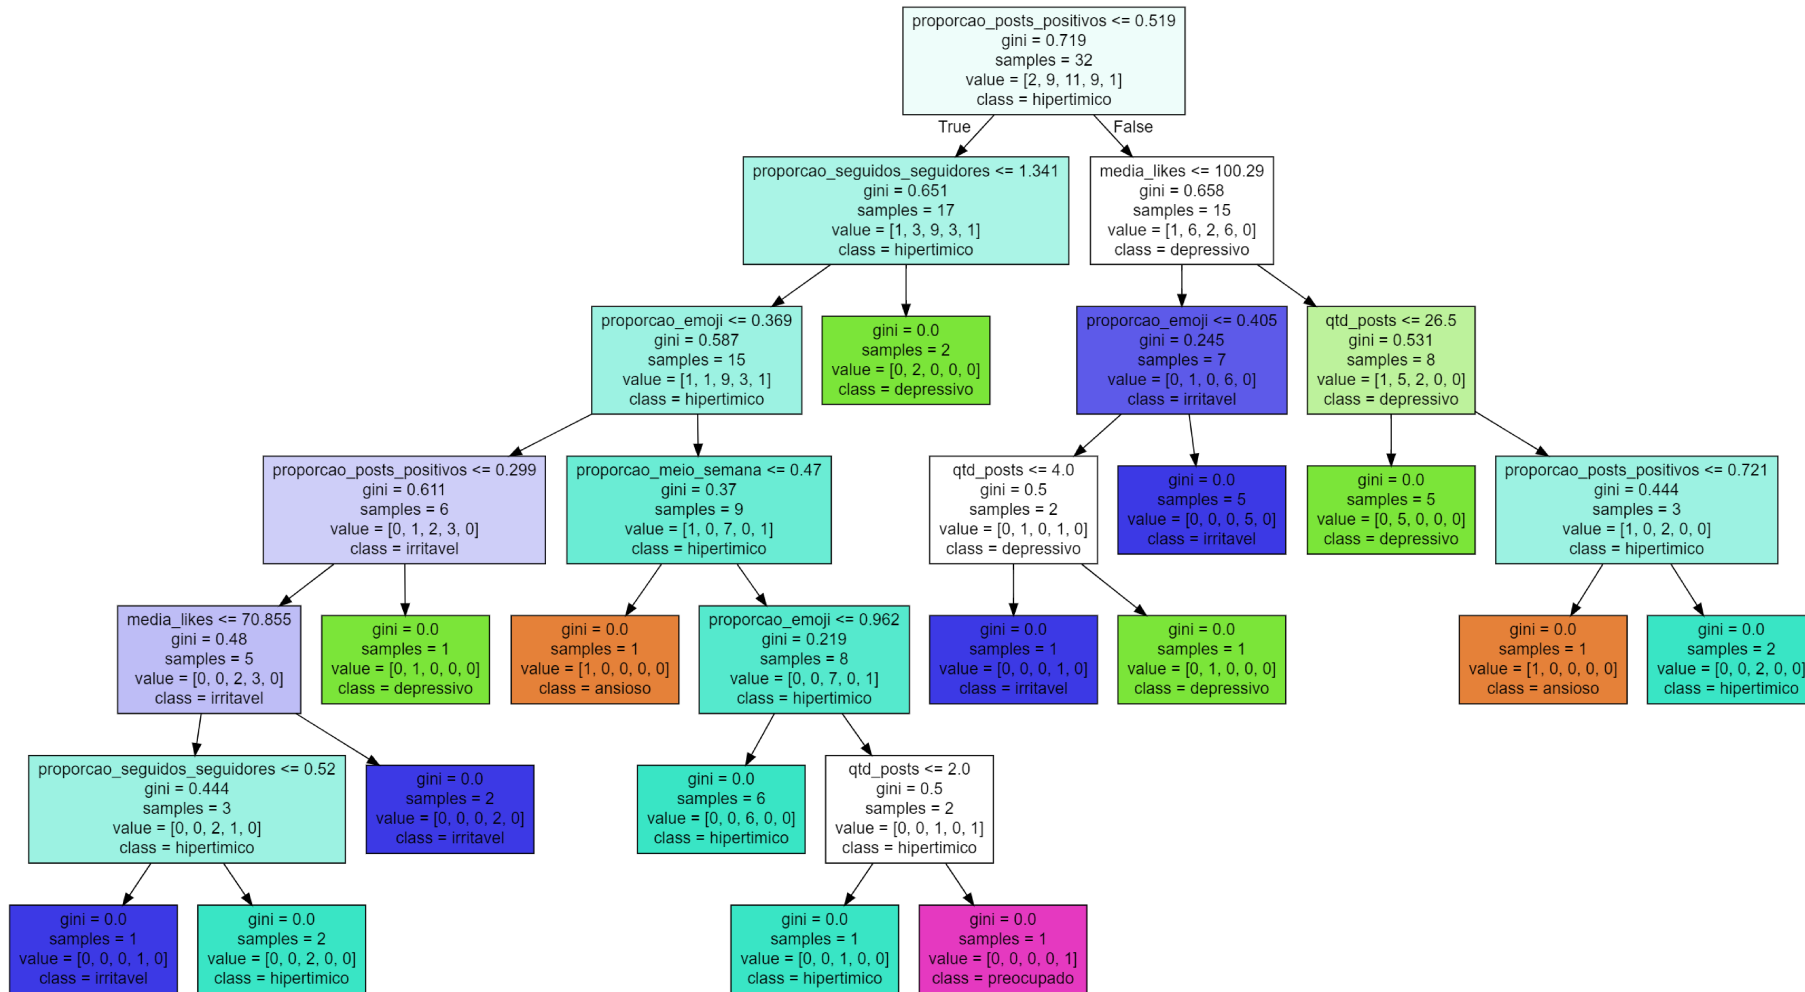 proporcao_posts_positivos <= 0.519
gini = 0.719
samples = 32
value = [2, 9, 11, 9, 1]
class = hipertimico
True
False
proporcao_seguidos_seguidores <= 1.341
gini = 0.651
samples = 17
value = [1, 3, 9, 3, 1]
class = hipertimico
media_likes <= 100.29
gini = 0.658
samples = 15
value = [1, 6, 2, 6, 0]
class = depressivo
proporcao_emoji <= 0.369
gini = 0.587
samples = 15
value = [1, 1, 9, 3, 1]
class = hipertimico
gini = 0.0
samples = 2
value = [0, 2, 0, 0, 0]
class = depressivo
proporcao_emoji <= 0.405
gini = 0.245
samples = 7
value = [0, 1, 0, 6, 0]
class = irritavel
qtd_posts <= 26.5
gini = 0.531
samples = 8
value = [1, 5, 2, 0, 0]
class = depressivo
proporcao_posts_positivos <= 0.299
gini = 0.611
samples = 6
value = [0, 1, 2, 3, 0]
class = irritavel
proporcao_meio_semana <= 0.47
gini = 0.37
samples = 9
value = [1, 0, 7, 0, 1]
class = hipertimico
qtd_posts <= 4.0
gini = 0.5
samples = 2
value = [0, 1, 0, 1, 0]
class = depressivo
gini = 0.0
samples = 5
value = [0, 0, 0, 5, 0]
class = irritavel
gini = 0.0
samples = 5
value = [0, 5, 0, 0, 0]
class = depressivo
proporcao_posts_positivos <= 0.721
gini = 0.444
samples = 3
value = [1, 0, 2, 0, 0]
class = hipertimico
media_likes <= 70.855
gini = 0.48
samples = 5
value = [0, 0, 2, 3, 0]
class = irritavel
gini = 0.0
samples = 1
value = [0, 1, 0, 0, 0]
class = depressivo
gini = 0.0
samples = 1
value = [1, 0, 0, 0, 0]
class = ansioso
proporcao_emoji <= 0.962
gini = 0.219
samples = 8
value = [0, 0, 7, 0, 1]
class = hipertimico
gini = 0.0
samples = 1
value = [0, 0, 0, 1, 0]
class = irritavel
gini = 0.0
samples = 1
value = [0, 1, 0, 0, 0]
class = depressivo
gini = 0.0
samples = 1
value = [1, 0, 0, 0, 0]
class = ansioso
gini = 0.0
samples = 2
value = [0, 0, 2, 0, 0]
class = hipertimico
proporcao_seguidos_seguidores <= 0.52
gini = 0.444
samples = 3
value = [0, 0, 2, 1, 0]
class = hipertimico
gini = 0.0
samples = 2
value = [0, 0, 0, 2, 0]
class = irritavel
gini = 0.0
samples = 6
value = [0, 0, 6, 0, 0]
class = hipertimico
qtd_posts <= 2.0
gini = 0.5
samples = 2
value = [0, 0, 1, 0, 1]
class = hipertimico
gini = 0.0
samples = 1
value = [0, 0, 0, 1, 0]
class = irritavel
gini = 0.0
samples = 2
value = [0, 0, 2, 0, 0]
class = hipertimico
gini = 0.0
samples = 1
value = [0, 0, 1, 0, 0]
class = hipertimico
gini = 0.0
samples = 1
value = [0, 0, 0, 0, 1]
class = preocupado